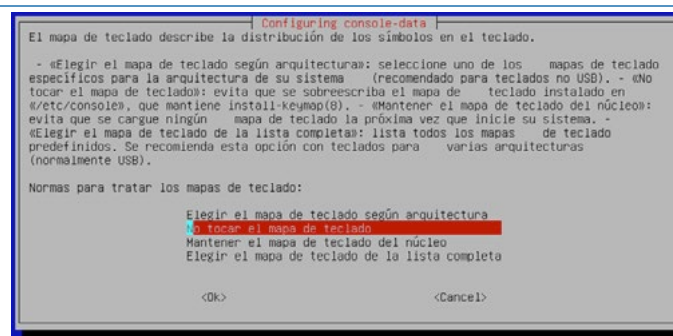 Configuring console-data
El mapa de teclado describe la distribución de los símbolos en el teclado.
- «Elegir el mapa de teclado según arquitectura»: seleccione uno de los mapas de teclado
específicos para la arquitectura de su sistema (recomendado para teclados no USB). - «No
tocar el mapa de teclado»: evita que se sobreescriba el mapa de teclado instalado en
«/etc/console», que mantiene install-keymap(8). - «Mantener el mapa de teclado del núcleo»:
evita que se cargue ningún mapa de teclado la próxima vez que inicie su sistema. -
«Elegir el mapa de teclado de la lista completa»: lista todos los mapas de teclado
predefinidos. Se recomienda esta opción con teclados para varias arquitecturas
(normalmente USB).
Normas para tratar los mapas de teclado:
Elegir el mapa de teclado según arquitectura
No tocar el mapa de teclado
Mantener el mapa de teclado del núcleo
Elegir el mapa de teclado de la lista completa
<Ok> <Cancel>